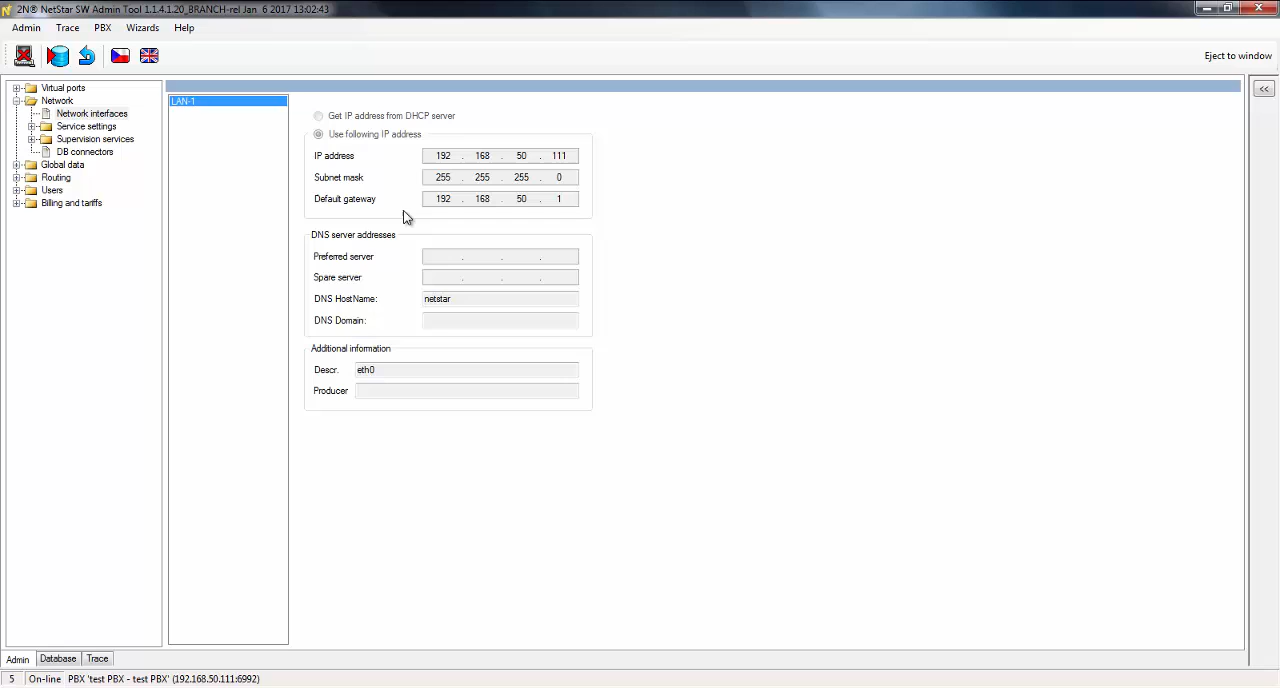 2N® NetStar SW Admin Tool 1.1.4.1.20_BRANCH-rel Jan  6 2017 13:02:43
Admin Trace PBX Wizards Help
Eject to window
<<
Virtual ports
Network
Network interfaces
Service settings
Supervision services
DB connectors
Global data
Routing
Users
Billing and tariffs
LAN-1
Get IP address from DHCP server
Use following IP address
IP address 192 . 168 . 50 . 111
Subnet mask 255 . 255 . 255 . 0
Default gateway 192 . 168 . 50 . 1
DNS server addresses
Preferred server . . .
Spare server . . .
DNS HostName: netstar
DNS Domain:
Additional information
Descr. eth0
Producer
Admin Database Trace
5 On-line PBX 'test PBX - test PBX' (192.168.50.111:6992)